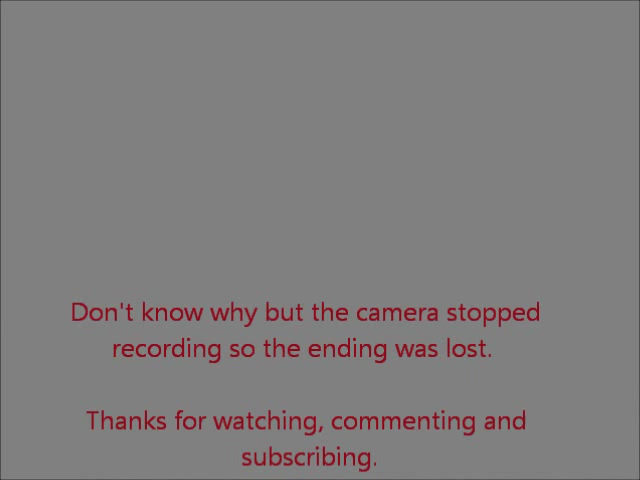 Don't know why but the camera stopped
recording so the ending was lost.
Thanks for watching, commenting and
subscribing.